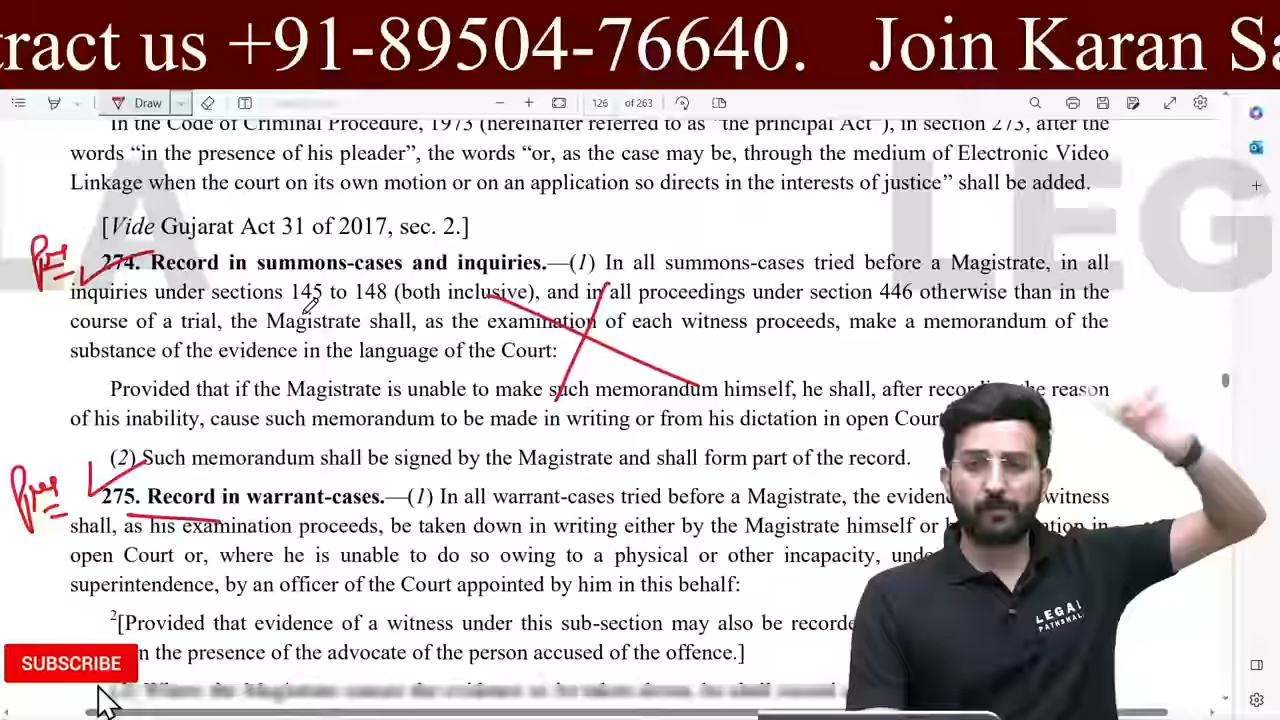 tract us +91-89504-76640. Join Karan Sa
Draw
126 of 263
In the Code of Criminal Procedure, 1973 (hereinafter referred to as "the principal Act"), in section 273, after the
words “in the presence of his pleader”, the words “or, as the case may be, through the medium of Electronic Video
Linkage when the court on its own motion or on an application so directs in the interests of justice” shall be added.
[Vide Gujarat Act 31 of 2017, sec. 2.]
274. Record in summons-cases and inquiries.—(1) In all summons-cases tried before a Magistrate, in all
inquiries under sections 145 to 148 (both inclusive), and in all proceedings under section 446 otherwise than in the
course of a trial, the Magistrate shall, as the examination of each witness proceeds, make a memorandum of the
substance of the evidence in the language of the Court:
Provided that if the Magistrate is unable to make such memorandum himself, he shall, after recording the reason
of his inability, cause such memorandum to be made in writing or from his dictation in open Cour
(2) Such memorandum shall be signed by the Magistrate and shall form part of the record.
275. Record in warrant-cases.—(1) In all warrant-cases tried before a Magistrate, the eviden witness
shall, as his examination proceeds, be taken down in writing either by the Magistrate himself or in
open Court or, where he is unable to do so owing to a physical or other incapacity, und
superintendence, by an officer of the Court appointed by him in this behalf:
2[Provided that evidence of a witness under this sub-section may also be recorde
n the presence of the advocate of the person accused of the offence.]
SUBSCRIBE
LEGAL
PATHSHALA
LA
LEG